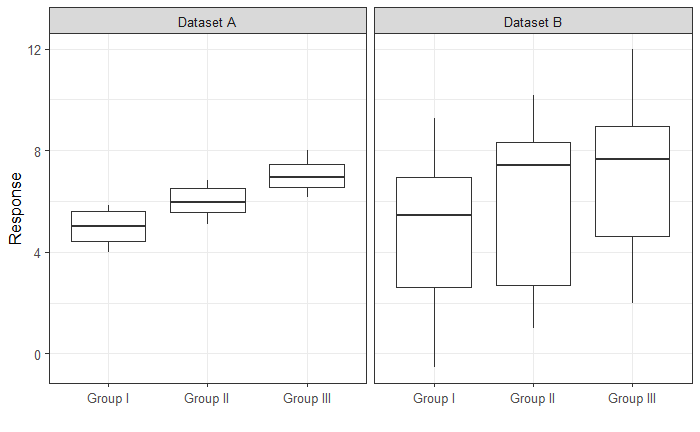 Dataset A
Dataset B
Response
12
8
4
0
Group I
Group II
Group III
Group I
Group II
Group III